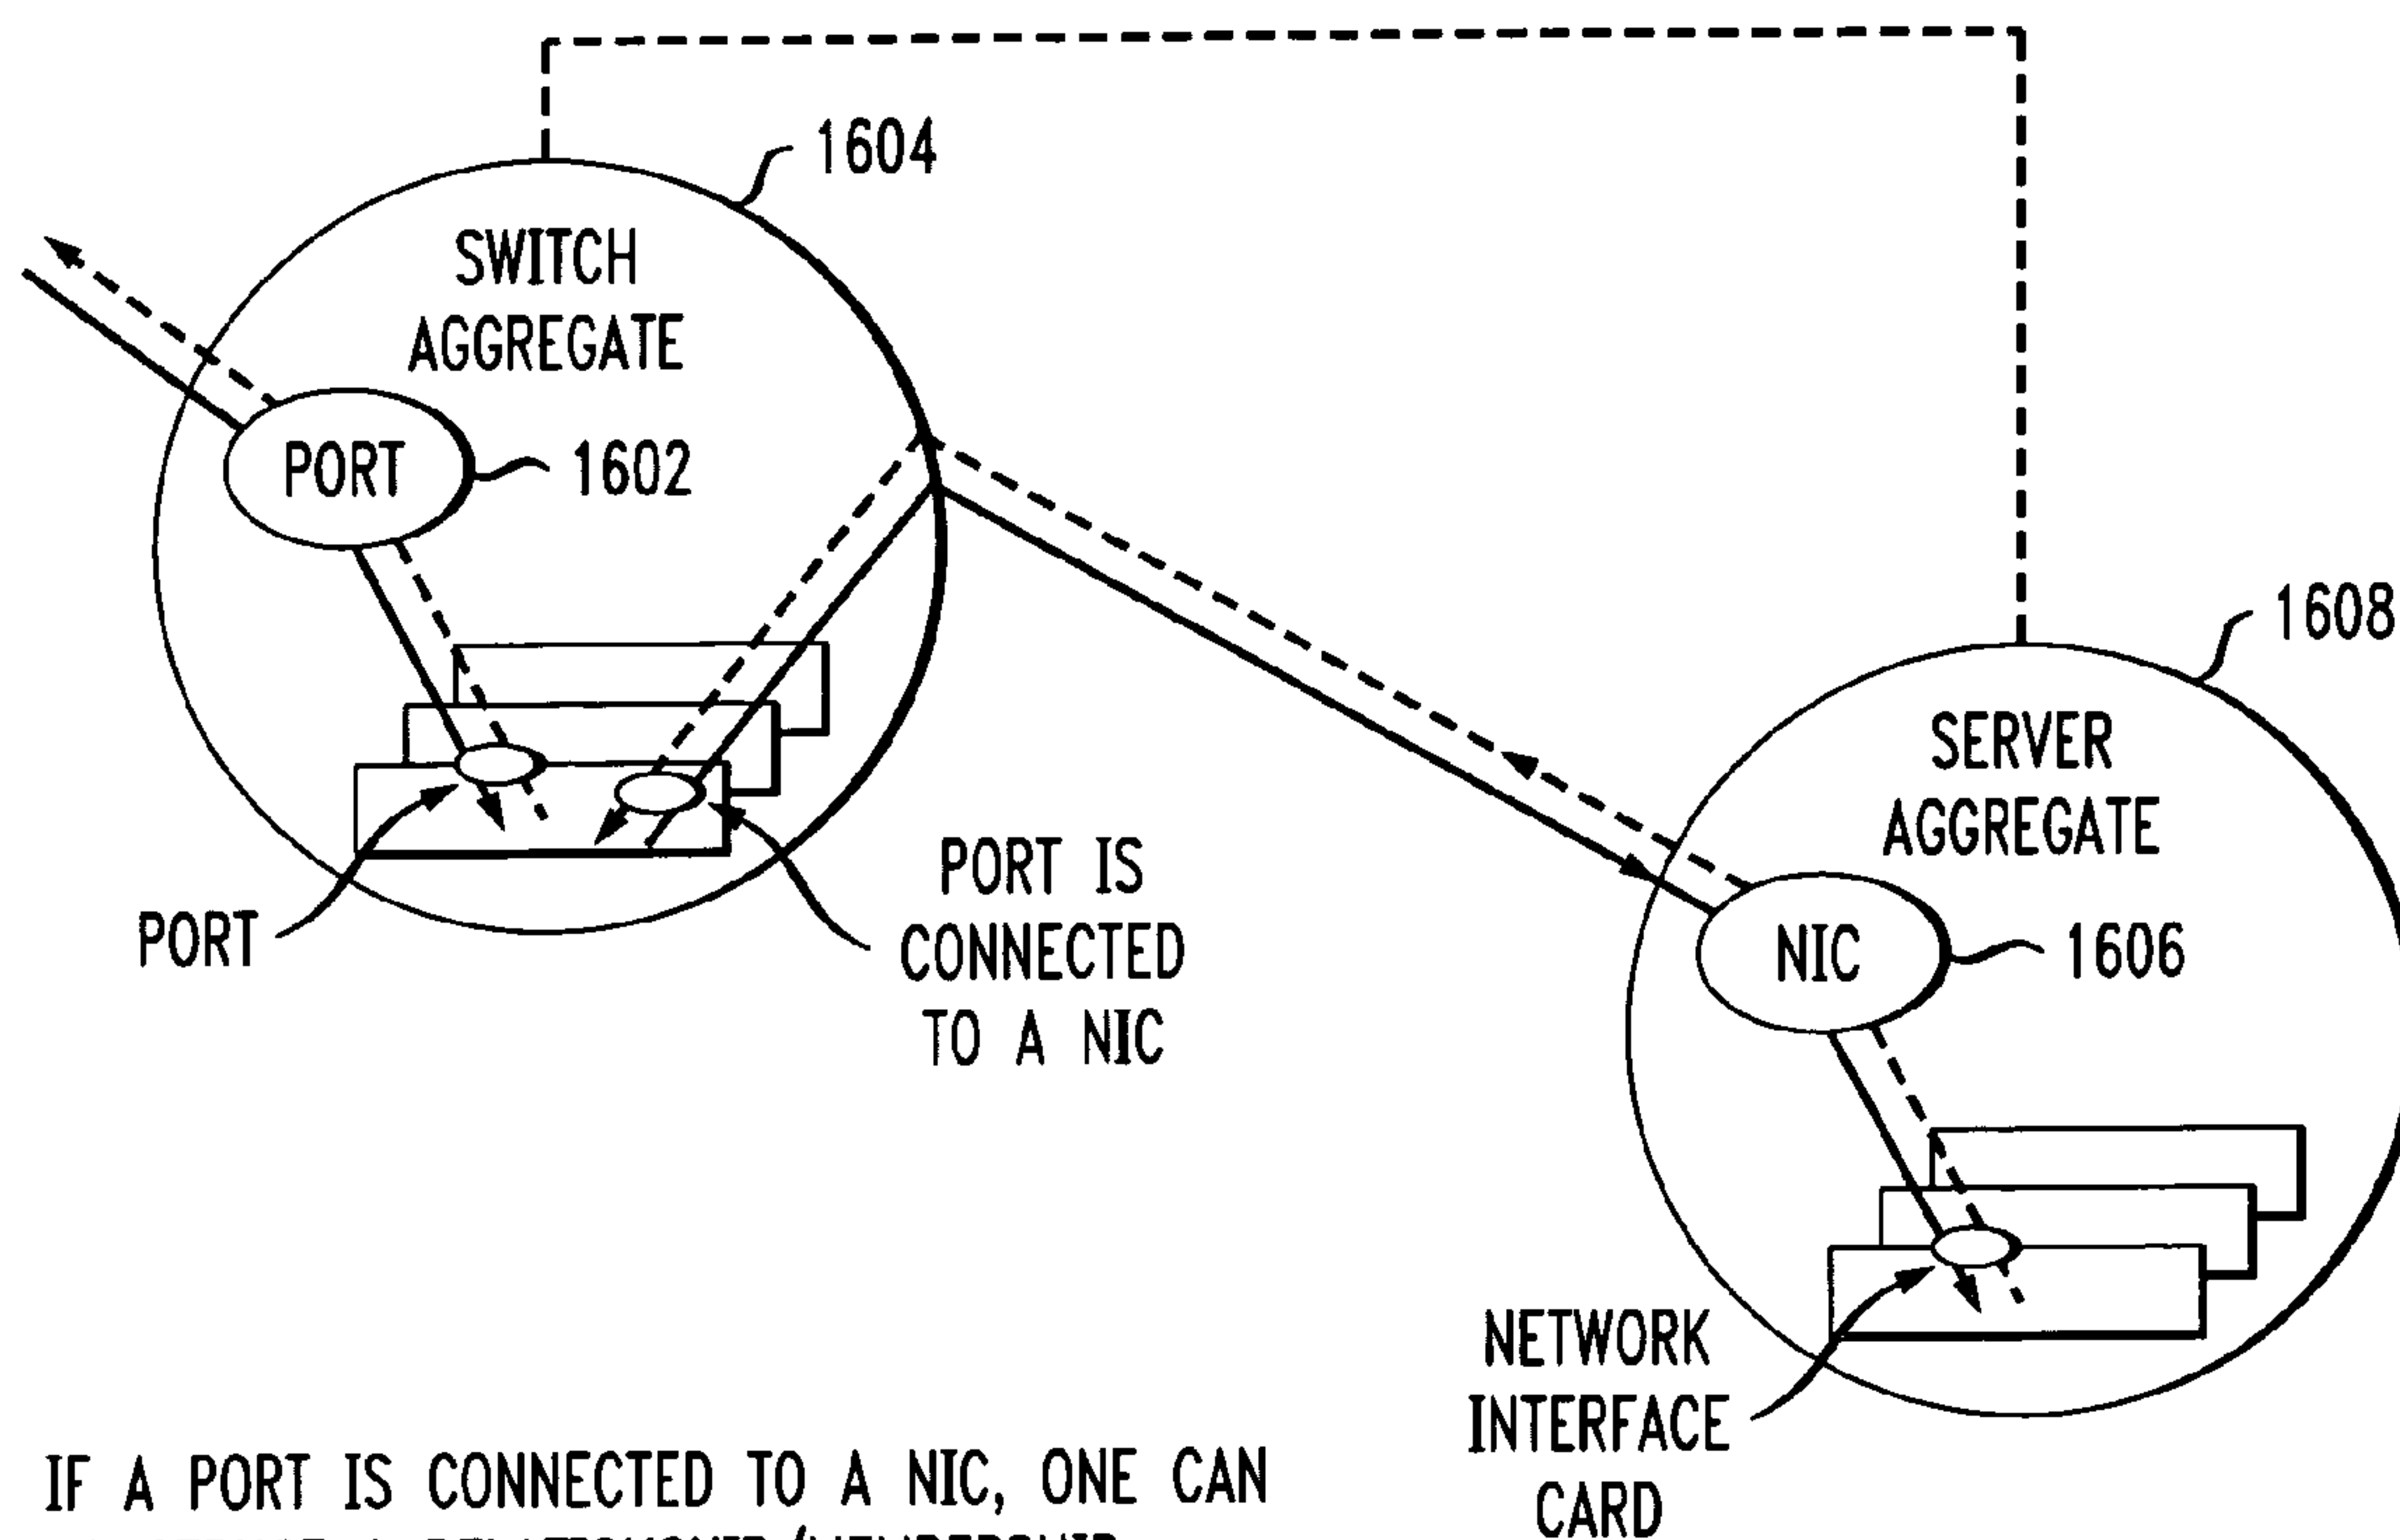 1604
SWITCH
AGGREGATE
PORT
1602
1608
SERVER
AGGREGATE
NIC
1606
PORT
PORT IS
CONNECTED
TO A NIC
NETWORK
INTERFACE
CARD
IF A PORT IS CONNECTED TO A NIC, ONE CAN